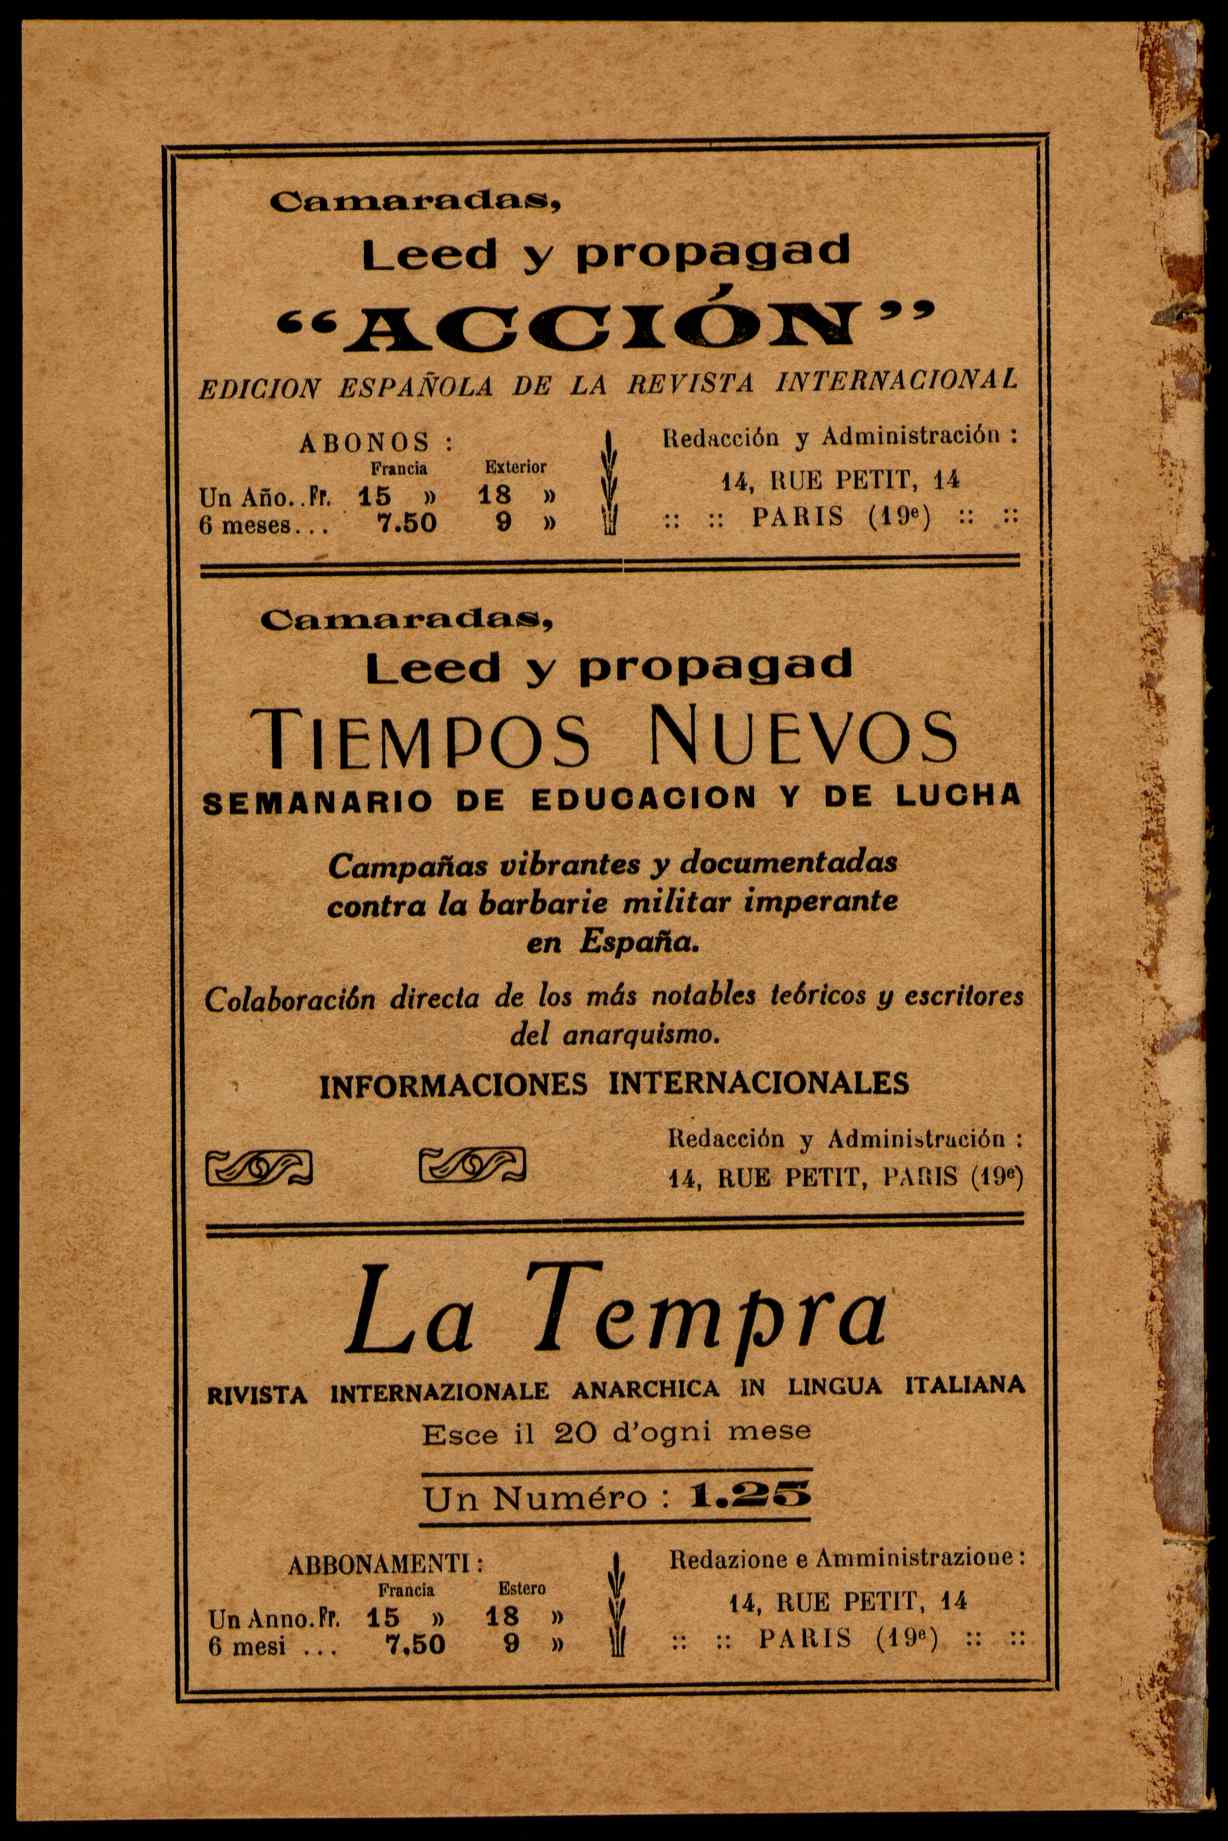 Camaradas,
Leed y propagad
“ACCIÓN”
EDICION ESPAÑOLA DE LA REVISTA INTERNACIONAL
ABONOS :
Francia Exterior
Un Año. . Fr. 15 » 18 »
6 meses . . . 7.50 9 »
Redacción y Administración :
14, RUE PETIT, 14
:: :: PARIS (19e) :: ::
Camaradas,
Leed y propagad
TIEMPOS NUEVOS
SEMANARIO DE EDUCACION Y DE LUCHA
Campañas vibrantes y documentadas
contra la barbarie militar imperante
en España.
Colaboración directa de los más notables teóricos y escritores
del anarquismo.
INFORMACIONES INTERNACIONALES
Redacción y Administración :
14, RUE PETIT, PARIS (19e)
La Tempra
RIVISTA INTERNAZIONALE ANARCHICA IN LINGUA ITALIANA
Esce il 20 d'ogni mese
Un Numéro : 1.25
ABBONAMENTI :
Francia Estero
Un Anno. Fr. 15 » 18 »
6 mesi . . . 7,50 9 »
Redazione e Amministrazione :
14, RUE PETIT, 14
:: :: PARIS (19e) :: ::